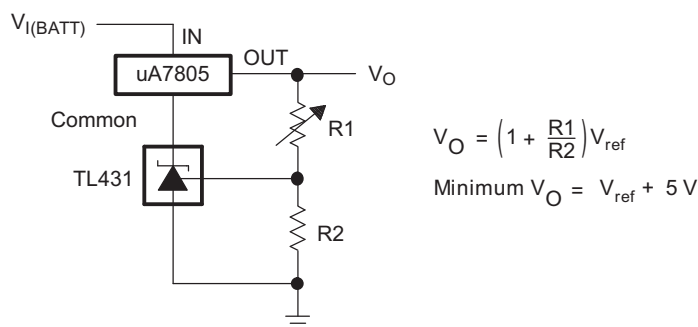 V_I(BATT)
IN
OUT
uA7805
V_O
Common
R1
TL431
R2
V_O = (1 + R1/R2) V_ref
Minimum V_O = V_ref + 5 V